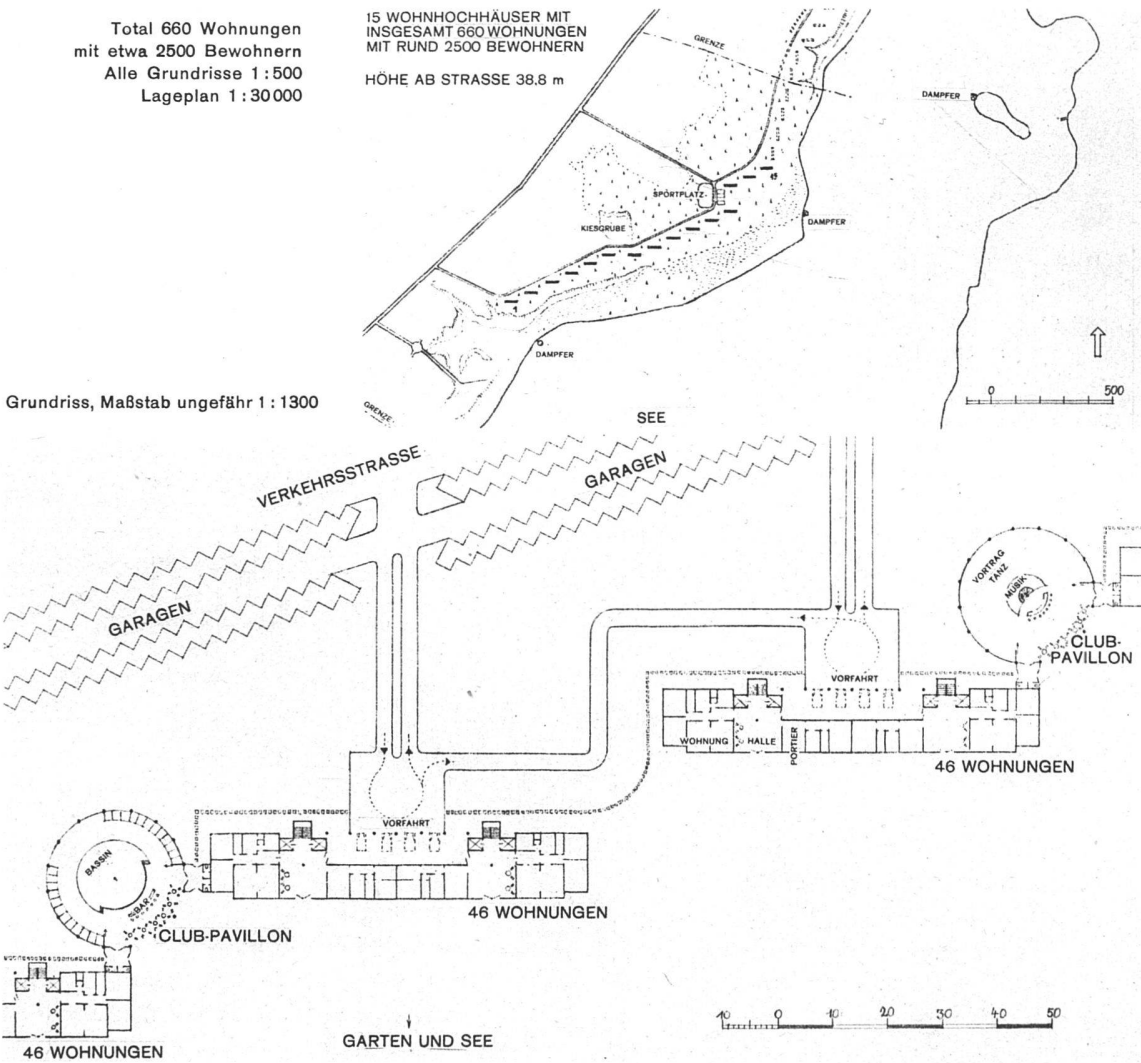 Total 660 Wohnungen
mit etwa 2500 Bewohnern
Alle Grundrisse 1:500
Lageplan 1:30000
15 WOHNHOCHHÄUSER MIT
INSGESAMT 660 WOHNUNGEN
MIT RUND 2500 BEWOHNERN
HÖHE AB STRASSE 38.8 m
GRENZE
DAMPFER
SPORTPLATZ
15
DAMPFER
KIESGRUBE
1
DAMPFER
0 500
Grundriss, Maßstab ungefähr 1:1300
GRENZE
SEE
VERKEHRSSTRASSE
GARAGEN
GARAGEN
VORTRAG
TANZ
MUSIK
CLUB-
PAVILLON
VORFAHRT
WOHNUNG
HALLE
PORTIER
46 WOHNUNGEN
VORFAHRT
BASSIN
BAR
46 WOHNUNGEN
CLUB-PAVILLON
10 0 10 20 30 40 50
GARTEN UND SEE
46 WOHNUNGEN